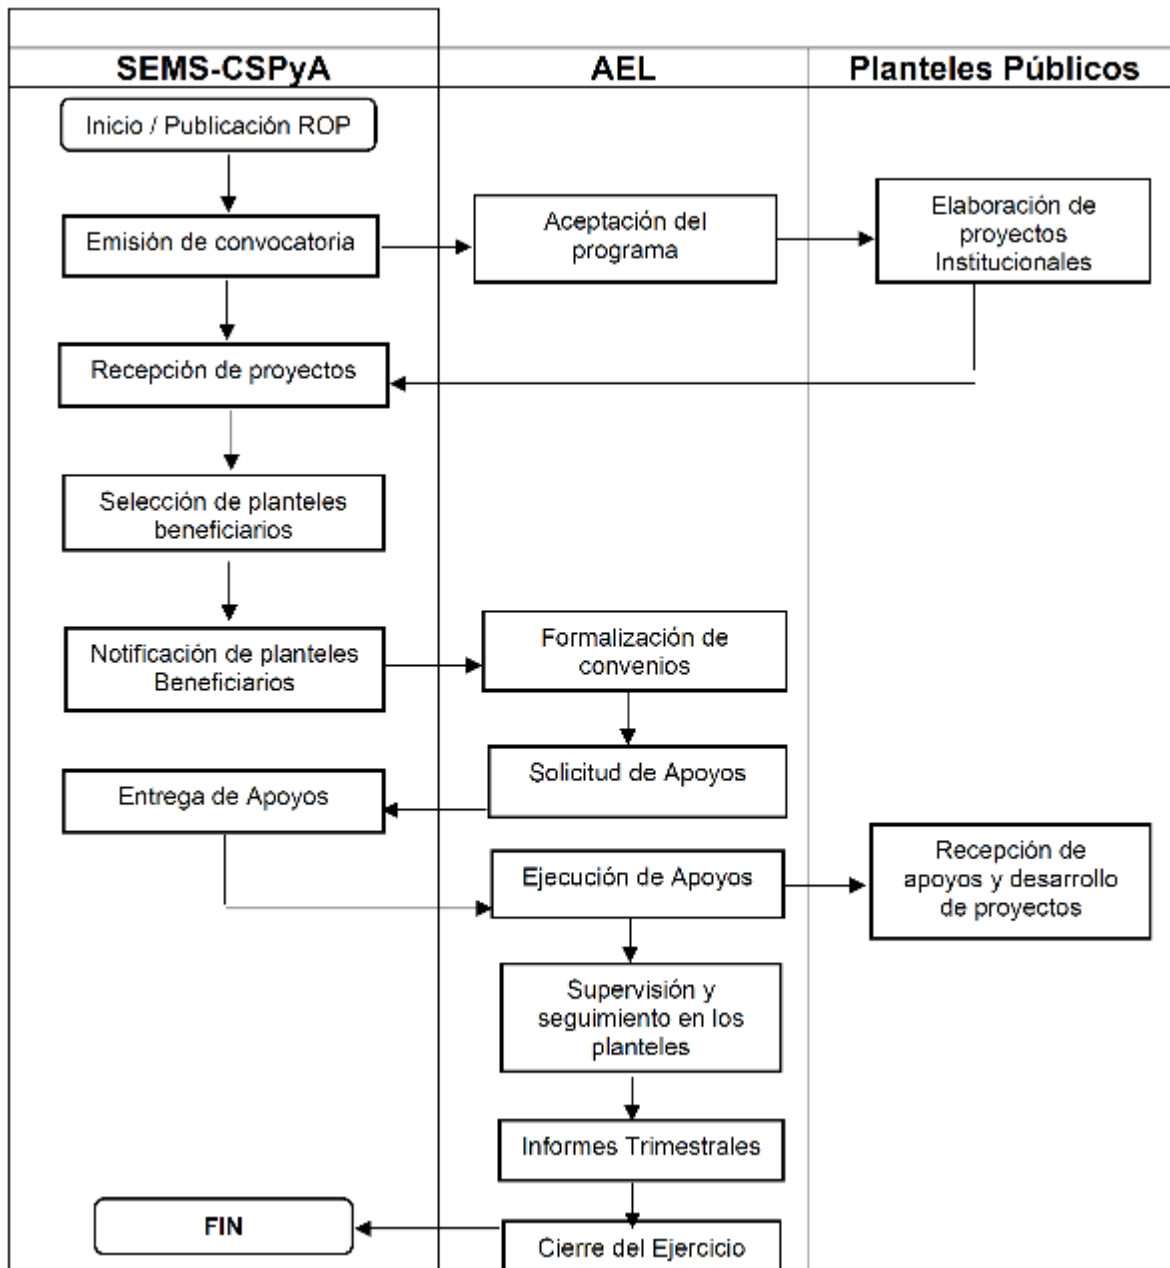 SEMS-CSPyA
AEL
Planteles Públicos
Inicio / Publicación ROP
Emisión de convocatoria
Aceptación del
programa
Elaboración de
proyectos
Institucionales
Recepción de proyectos
Selección de planteles
beneficiarios
Notificación de planteles
Beneficiarios
Formalización de
convenios
Solicitud de Apoyos
Entrega de Apoyos
Ejecución de Apoyos
Recepción de
apoyos y desarrollo
de proyectos
Supervisión y
seguimiento en los
planteles
Informes Trimestrales
FIN
Cierre del Ejercicio